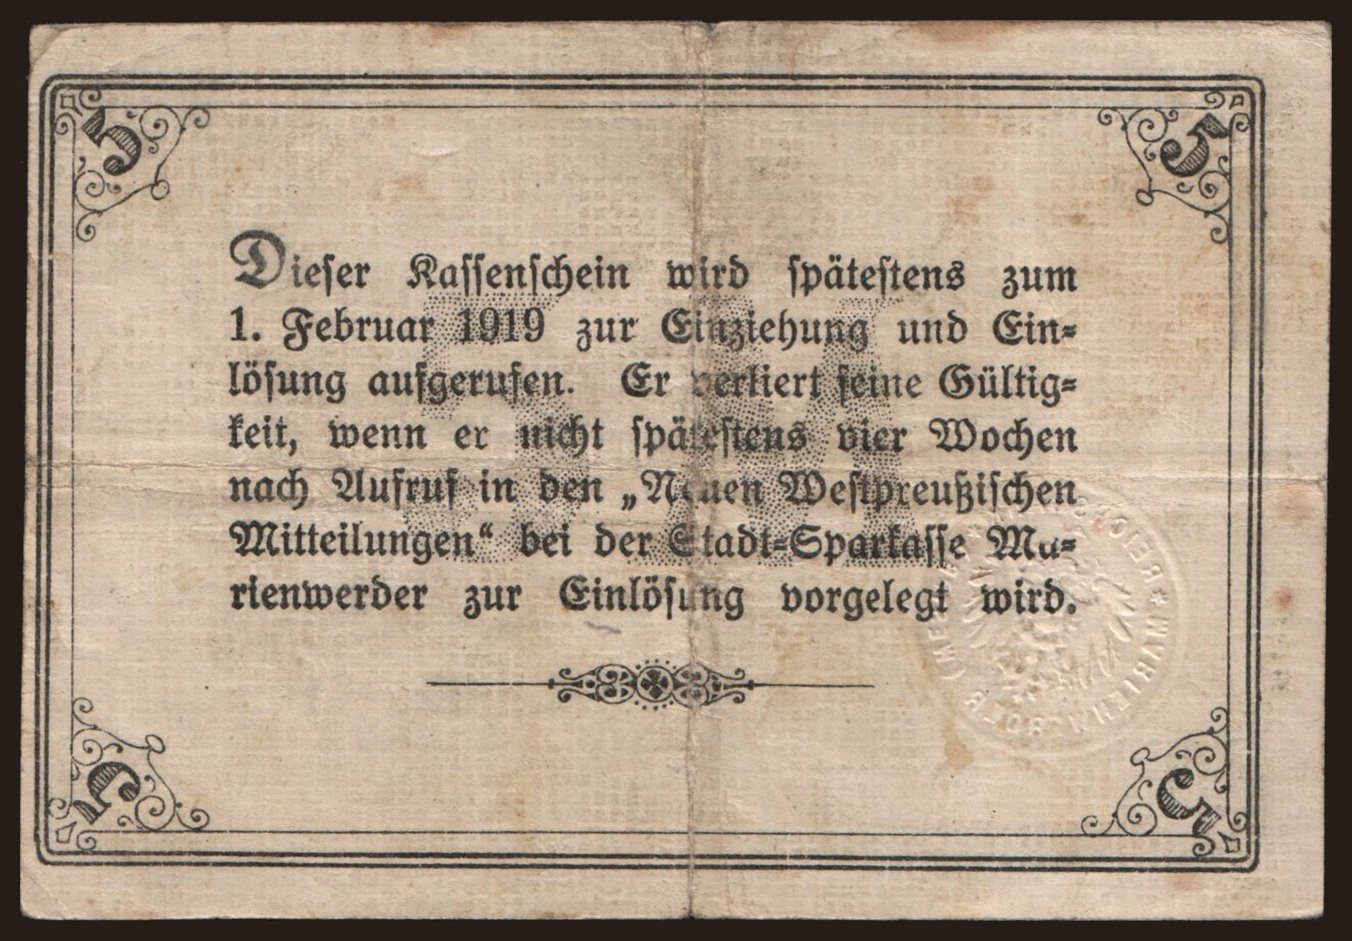 5 5
Dieser Kassenschein wird spätestens zum
1. Februar 1919 zur Einziehung und Ein=
lösung aufgerufen. Er verliert seine Gültig=
keit, wenn er nicht spätestens vier Wochen
nach Aufruf in den „Neuen Westpreußischen
Mitteilungen“ bei der Stadt=Sparkasse Ma=
rienwerder zur Einlösung vorgelegt wird.
5 5
5 M